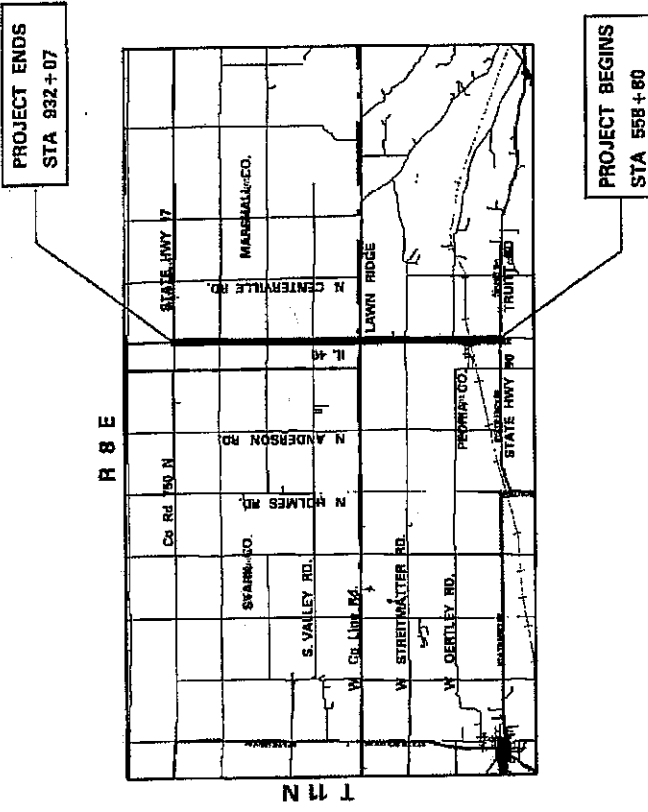 PROJECT ENDS
STA 932+07
R 8 E
STATE HWY 17
Co Rd 750 N
MARSHALL CO.
N CENTERVILLE RD.
IL 40
N ANDERSON RD.
N HOLMES RD.
STARK CO.
S. VALLEY RD.
W Co Line Rd.
LAWN RIDGE
W STREITMATTER RD.
W OERTLEY RD.
PEORIA CO.
STATE HWY 90
TRUITT RD
T 11 N
PROJECT BEGINS
STA 558+60